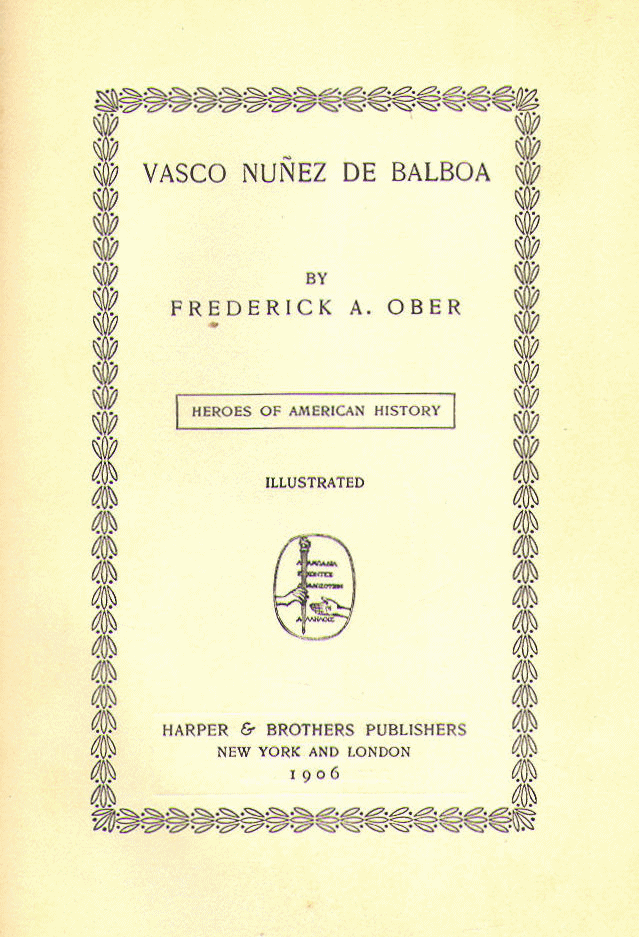 VASCO NUÑEZ DE BALBOA
BY
FREDERICK A. OBER
HEROES OF AMERICAN HISTORY
ILLUSTRATED
HARPER & BROTHERS PUBLISHERS
NEW YORK AND LONDON
1906